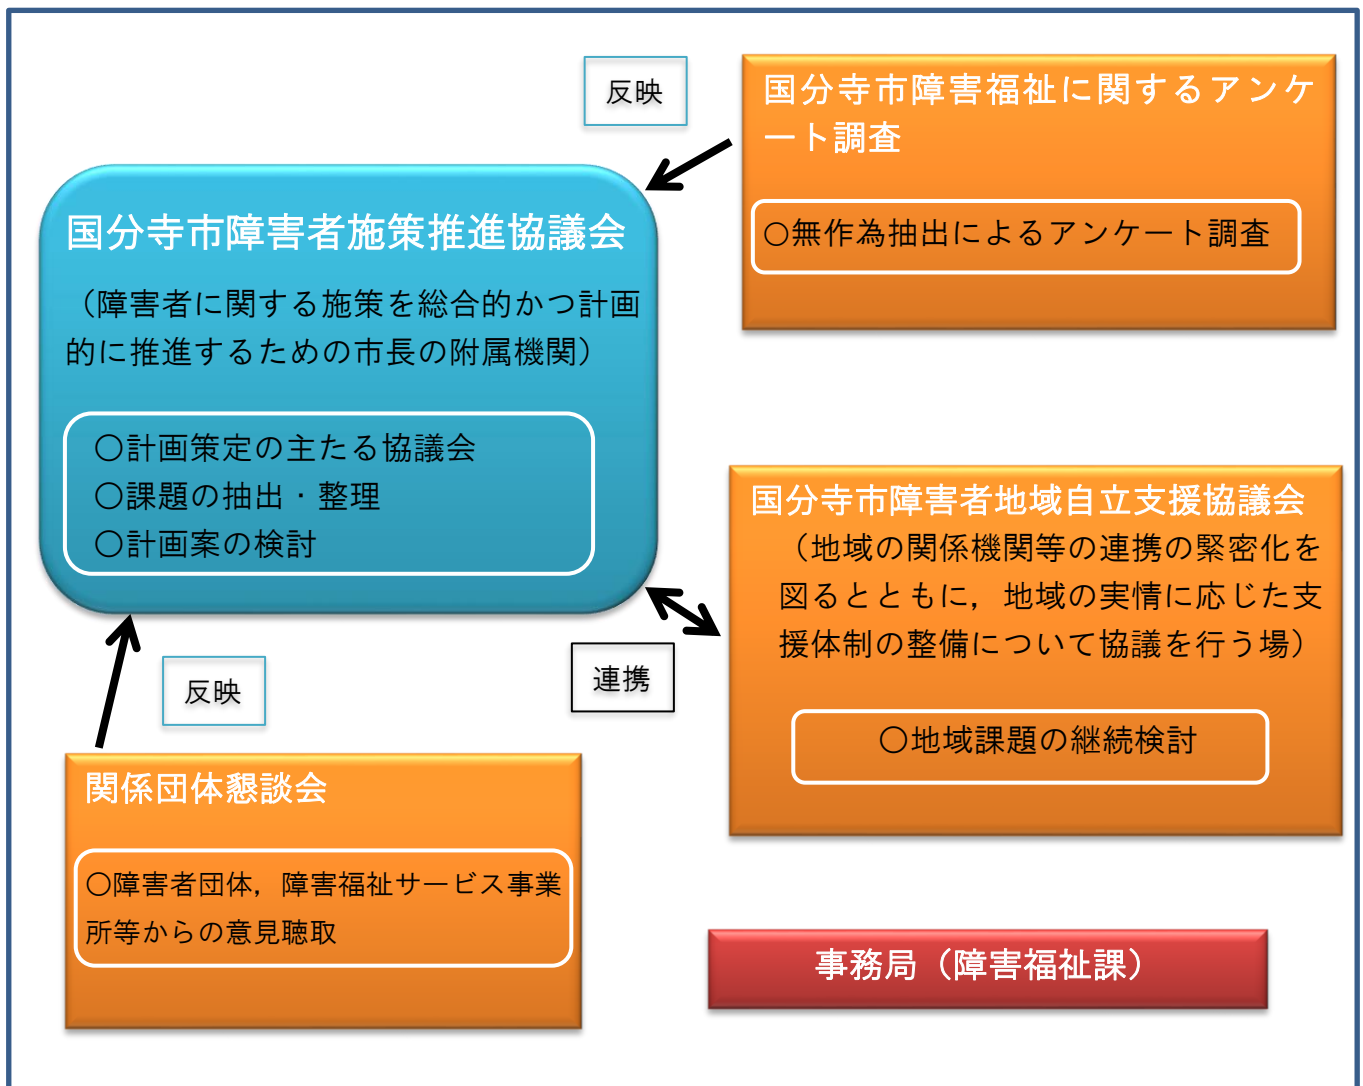 反映
国分寺市障害福祉に関するアンケ
ート調査
○無作為抽出によるアンケート調査
国分寺市障害者施策推進協議会
（障害者に関する施策を総合的かつ計画
的に推進するための市長の附属機関）
○計画策定の主たる協議会
○課題の抽出・整理
○計画案の検討
国分寺市障害者地域自立支援協議会
（地域の関係機関等の連携の緊密化を
図るとともに，地域の実情に応じた支
援体制の整備について協議を行う場）
○地域課題の継続検討
連携
反映
関係団体懇談会
○障害者団体，障害福祉サービス事業
所等からの意見聴取
事務局（障害福祉課）